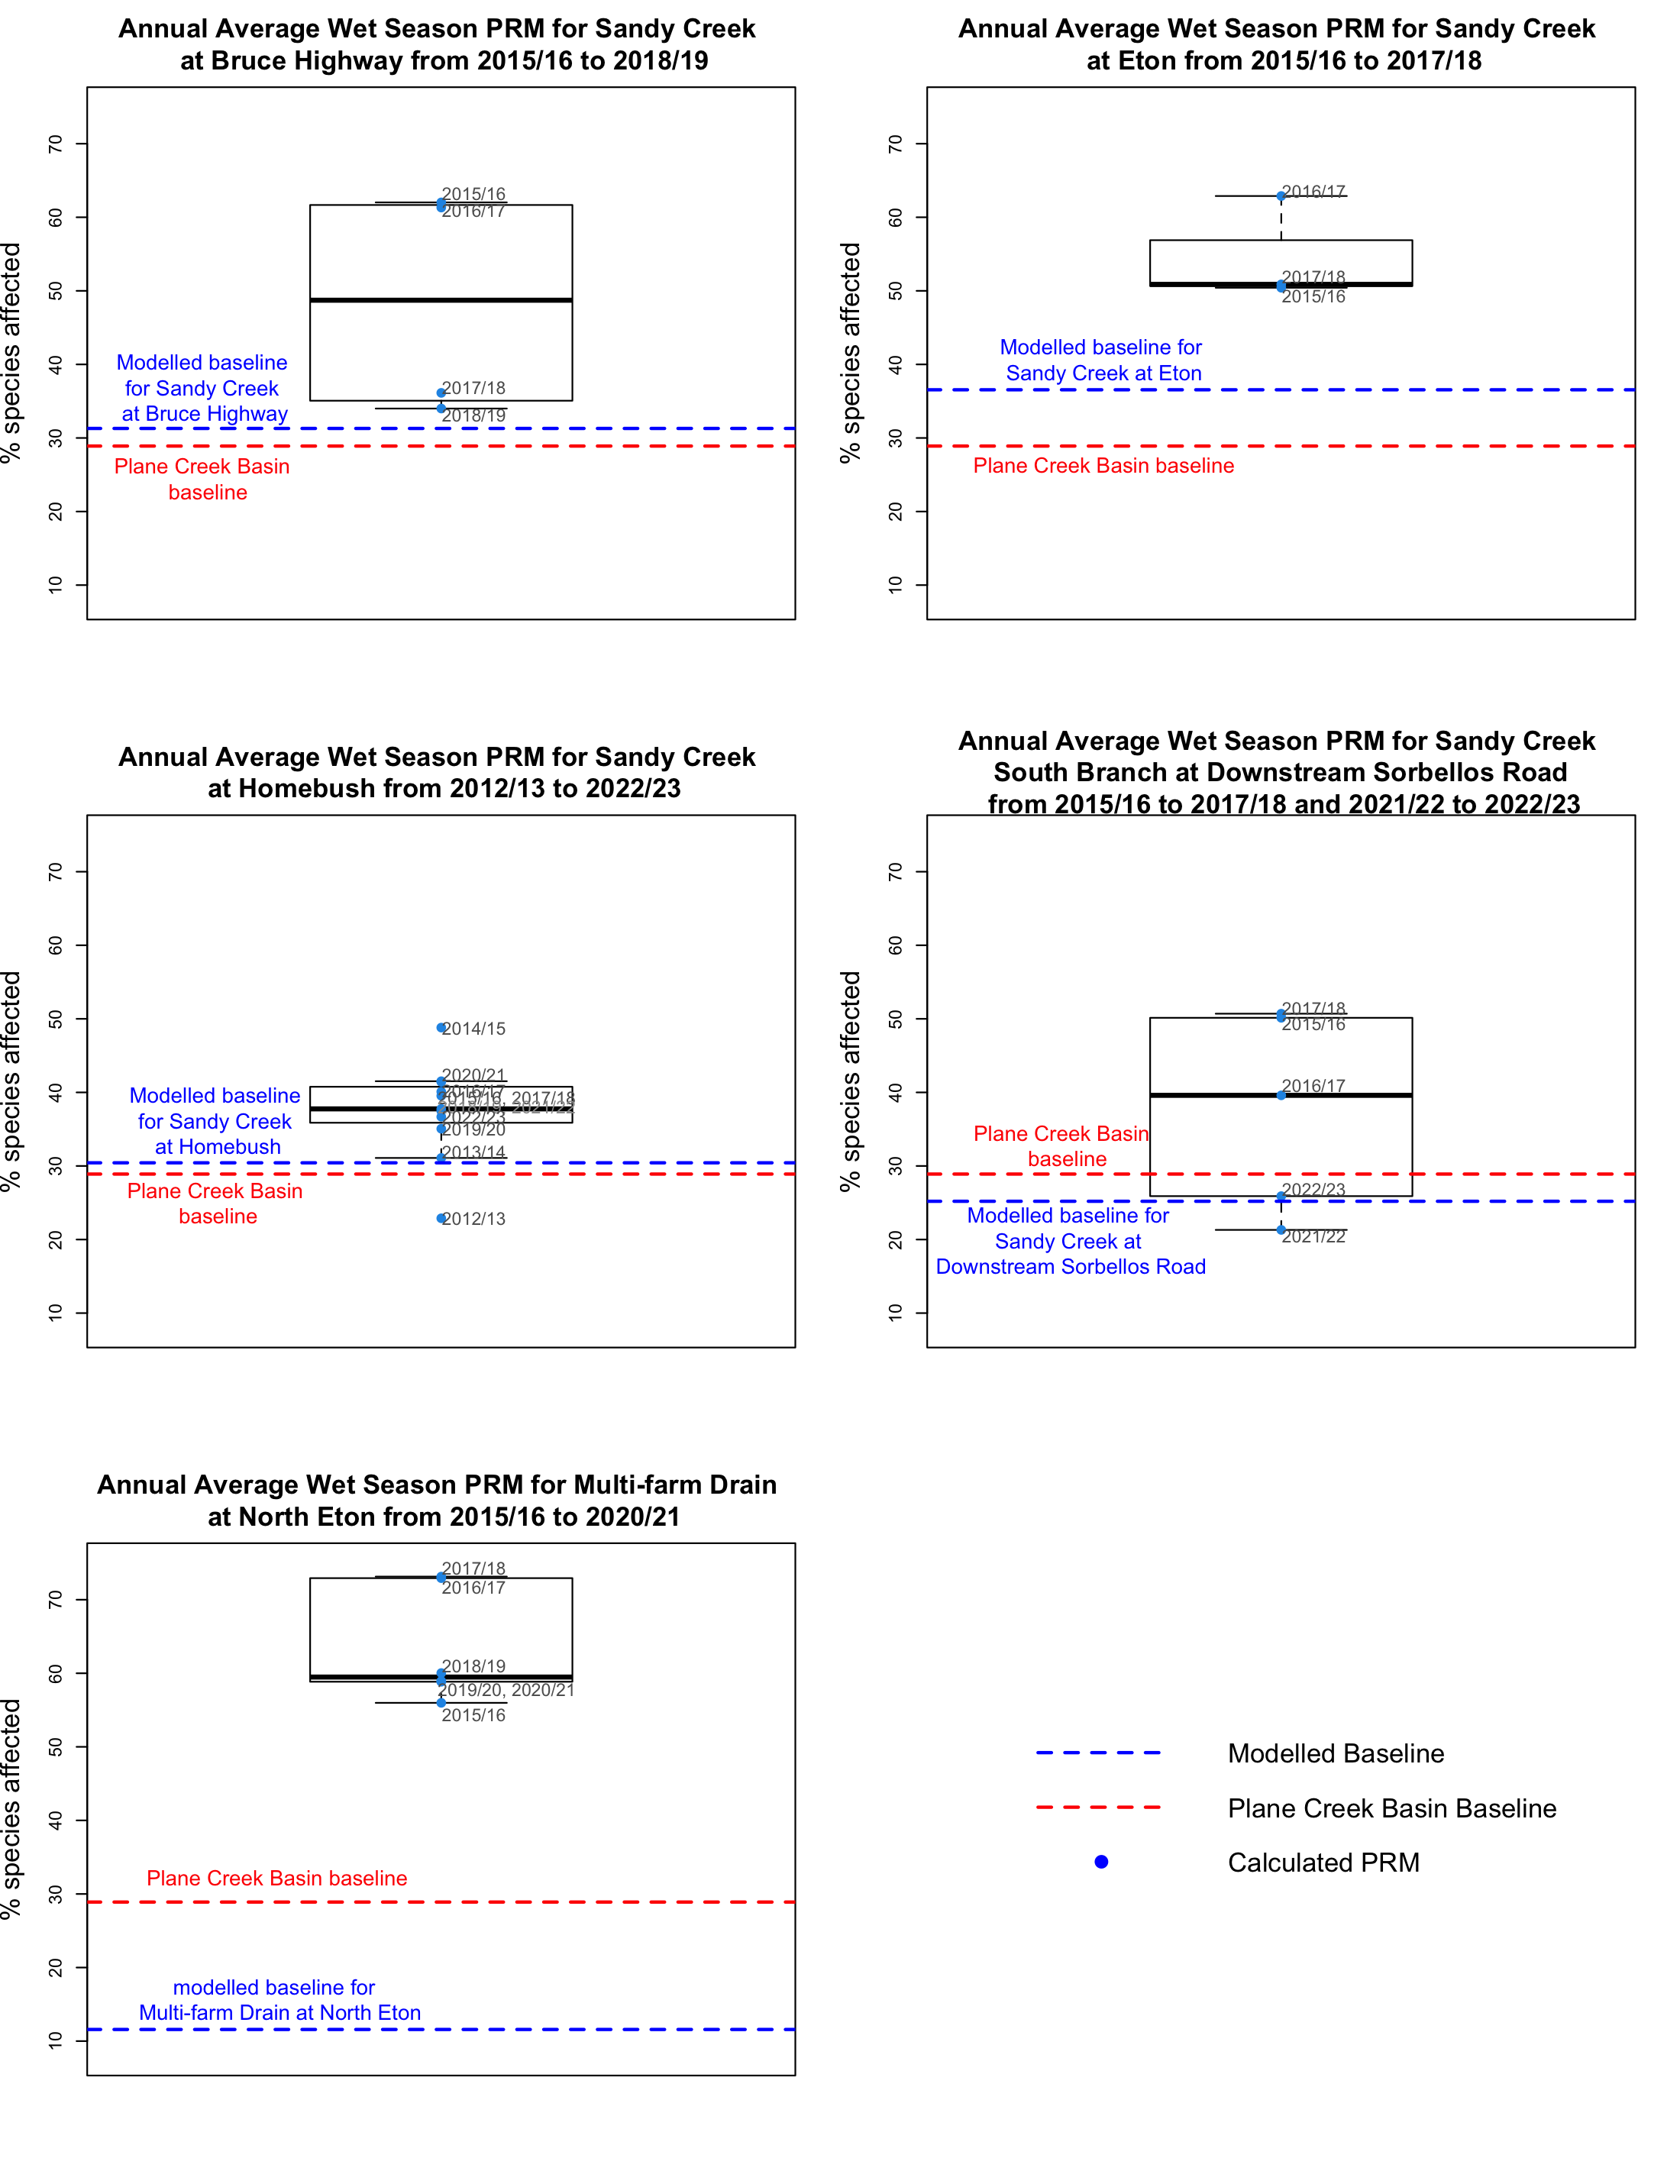 Annual Average Wet Season PRM for Sandy Creek
at Bruce Highway from 2015/16 to 2018/19
% species affected
70
60
50
40
30
20
10
2015/16
2016/17
2017/18
2018/19
Modelled baseline
for Sandy Creek
at Bruce Highway
Plane Creek Basin
baseline
Annual Average Wet Season PRM for Sandy Creek
at Eton from 2015/16 to 2017/18
% species affected
70
60
50
40
30
20
10
2016/17
2017/18
2015/16
Modelled baseline for
Sandy Creek at Eton
Plane Creek Basin baseline
Annual Average Wet Season PRM for Sandy Creek
at Homebush from 2012/13 to 2022/23
% species affected
70
60
50
40
30
20
10
2014/15
2020/21
2016/17
2015/16, 2017/18
2018/19, 2021/22
2022/23
2019/20
2013/14
2012/13
Modelled baseline
for Sandy Creek
at Homebush
Plane Creek Basin
baseline
Annual Average Wet Season PRM for Sandy Creek
South Branch at Downstream Sorbellos Road
from 2015/16 to 2017/18 and 2021/22 to 2022/23
% species affected
70
60
50
40
30
20
10
2017/18
2015/16
2016/17
Plane Creek Basin
baseline
2022/23
2021/22
Modelled baseline for
Sandy Creek at
Downstream Sorbellos Road
Annual Average Wet Season PRM for Multi-farm Drain
at North Eton from 2015/16 to 2020/21
% species affected
70
60
50
40
30
20
10
2017/18
2016/17
2018/19
2019/20, 2020/21
2015/16
Plane Creek Basin baseline
modelled baseline for
Multi-farm Drain at North Eton
Modelled Baseline
Plane Creek Basin Baseline
Calculated PRM